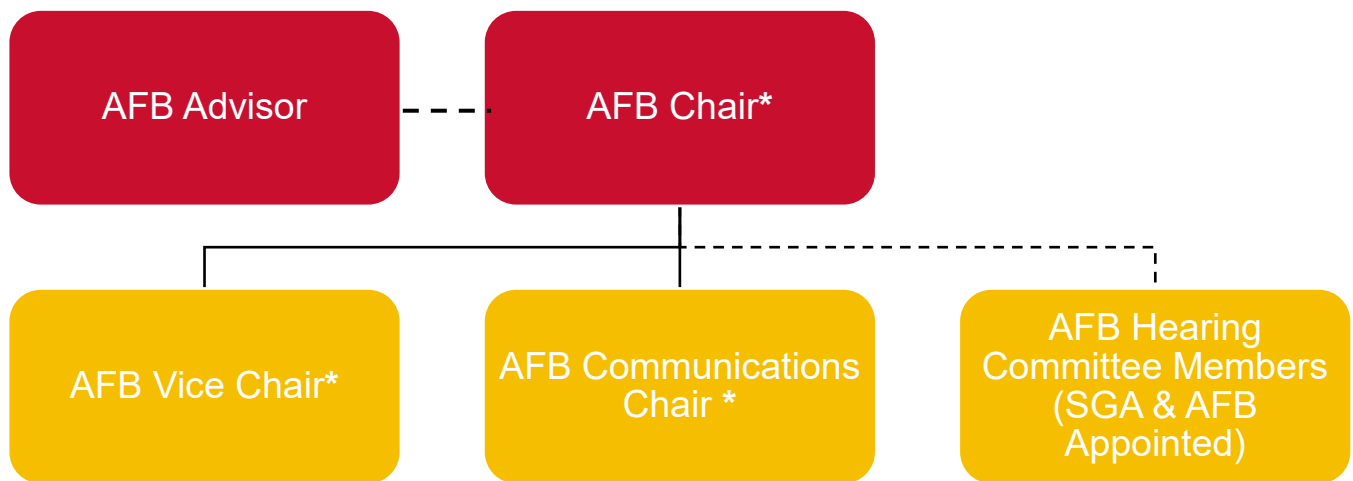 AFB Advisor
AFB Chair*
AFB Vice Chair*
AFB Communications
Chair *
AFB Hearing
Committee Members
(SGA & AFB
Appointed)